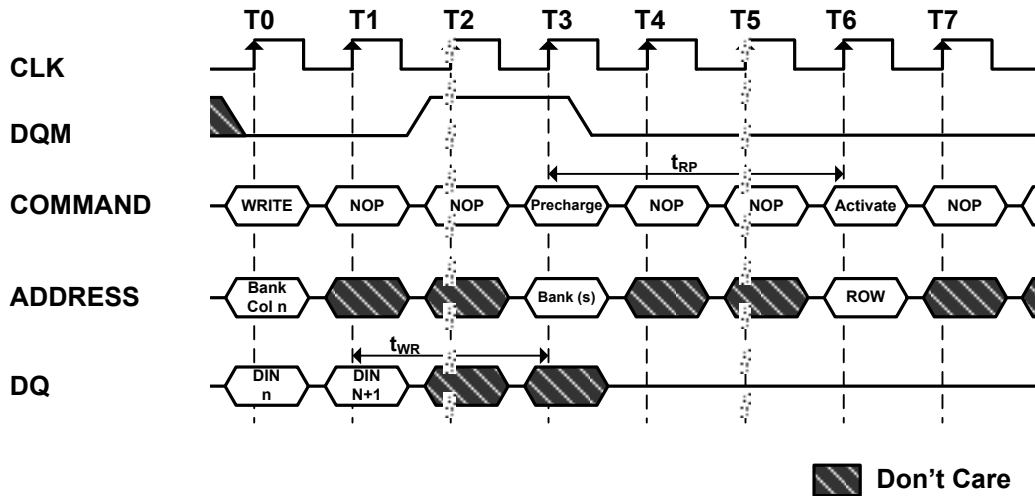 T0 T1 T2 T3 T4 T5 T6 T7
CLK
DQM
tRP
COMMAND WRITE NOP NOP Precharge NOP NOP Activate NOP
ADDRESS Bank Col n Bank (s) ROW
tWR
DQ DIN n DIN N+1
Don't Care